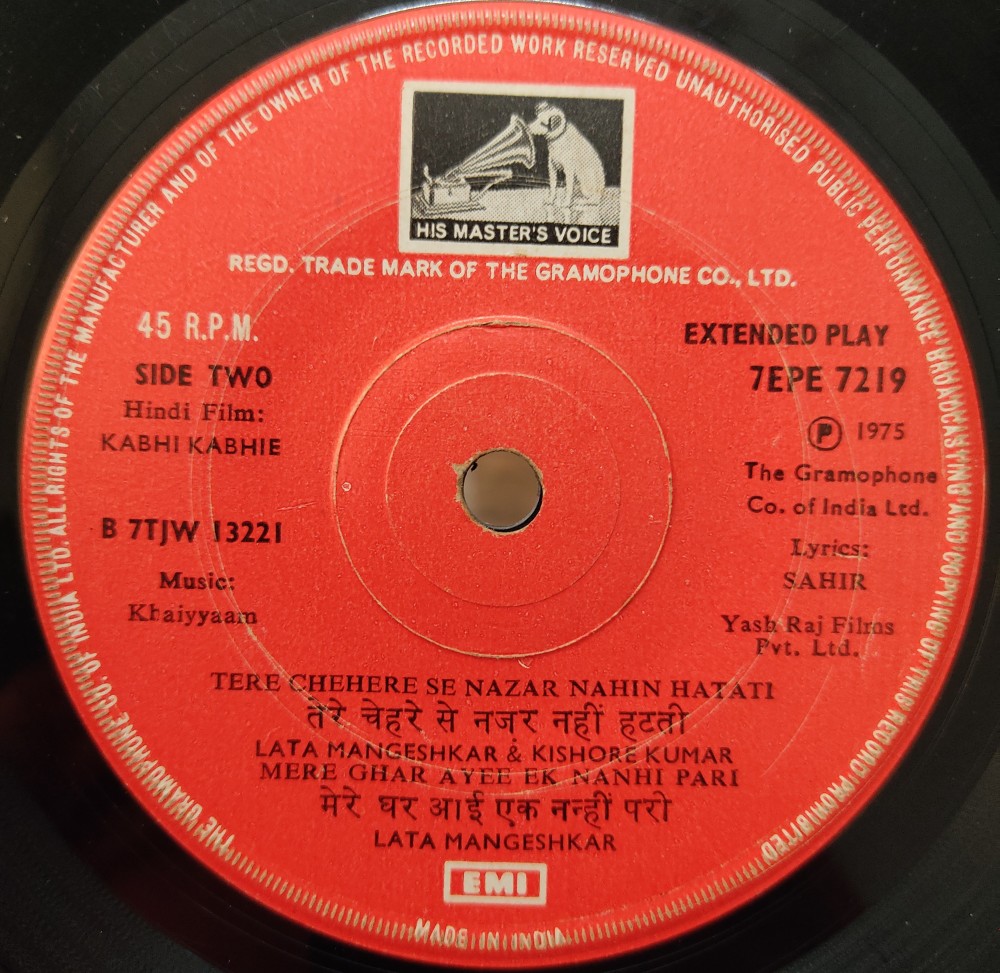 THE GRAMOPHONE CO. OF INDIA LTD. ALL RIGHTS OF THE MANUFACTURER AND OF THE OWNER OF THE RECORDED WORK RESERVED UNAUTHORISED PUBLIC PERFORMANCE BROADCASTING AND COPYING OF THIS RECORD PROHIBITED
HIS MASTER'S VOICE
REGD. TRADE MARK OF THE GRAMOPHONE CO., LTD.
45 R.P.M.
SIDE TWO
Hindi Film:
KABHI KABHIE
B 7TJW 13221
Music:
Khaiyyaam
EXTENDED PLAY
7EPE 7219
℗ 1975
The Gramophone
Co. of India Ltd.
Lyrics:
SAHIR
Yash Raj Films
Pvt. Ltd.
TERE CHEHERE SE NAZAR NAHIN HATATI
तेरे चेहरे से नज़र नहीं हटती
LATA MANGESHKAR & KISHORE KUMAR
MERE GHAR AYEE EK NANHI PARI
मेरे घर आई एक नन्हीं परी
LATA MANGESHKAR
EMI
MADE IN INDIA